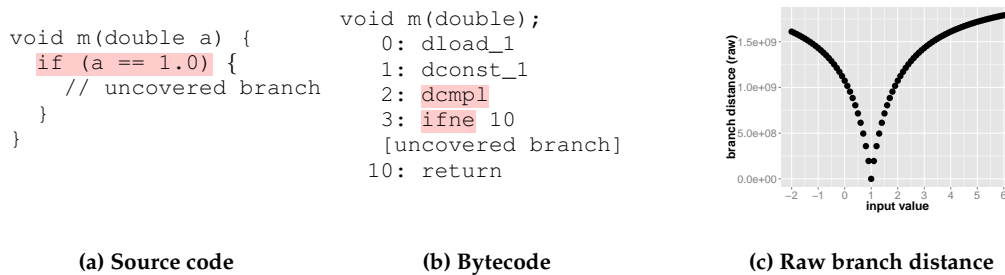 void m(double a) {
if (a == 1.0) {
// uncovered branch
}
}
void m(double);
0: dload_1
1: dconst_1
2: dcmpl
3: ifne 10
[uncovered branch]
10: return
branch distance (raw)
1.5e+09
1.0e+09
5.0e+08
0.0e+00
−2 −1 0 1 2 3 4 5 6
input value
(a) Source code
(b) Bytecode
(c) Raw branch distance